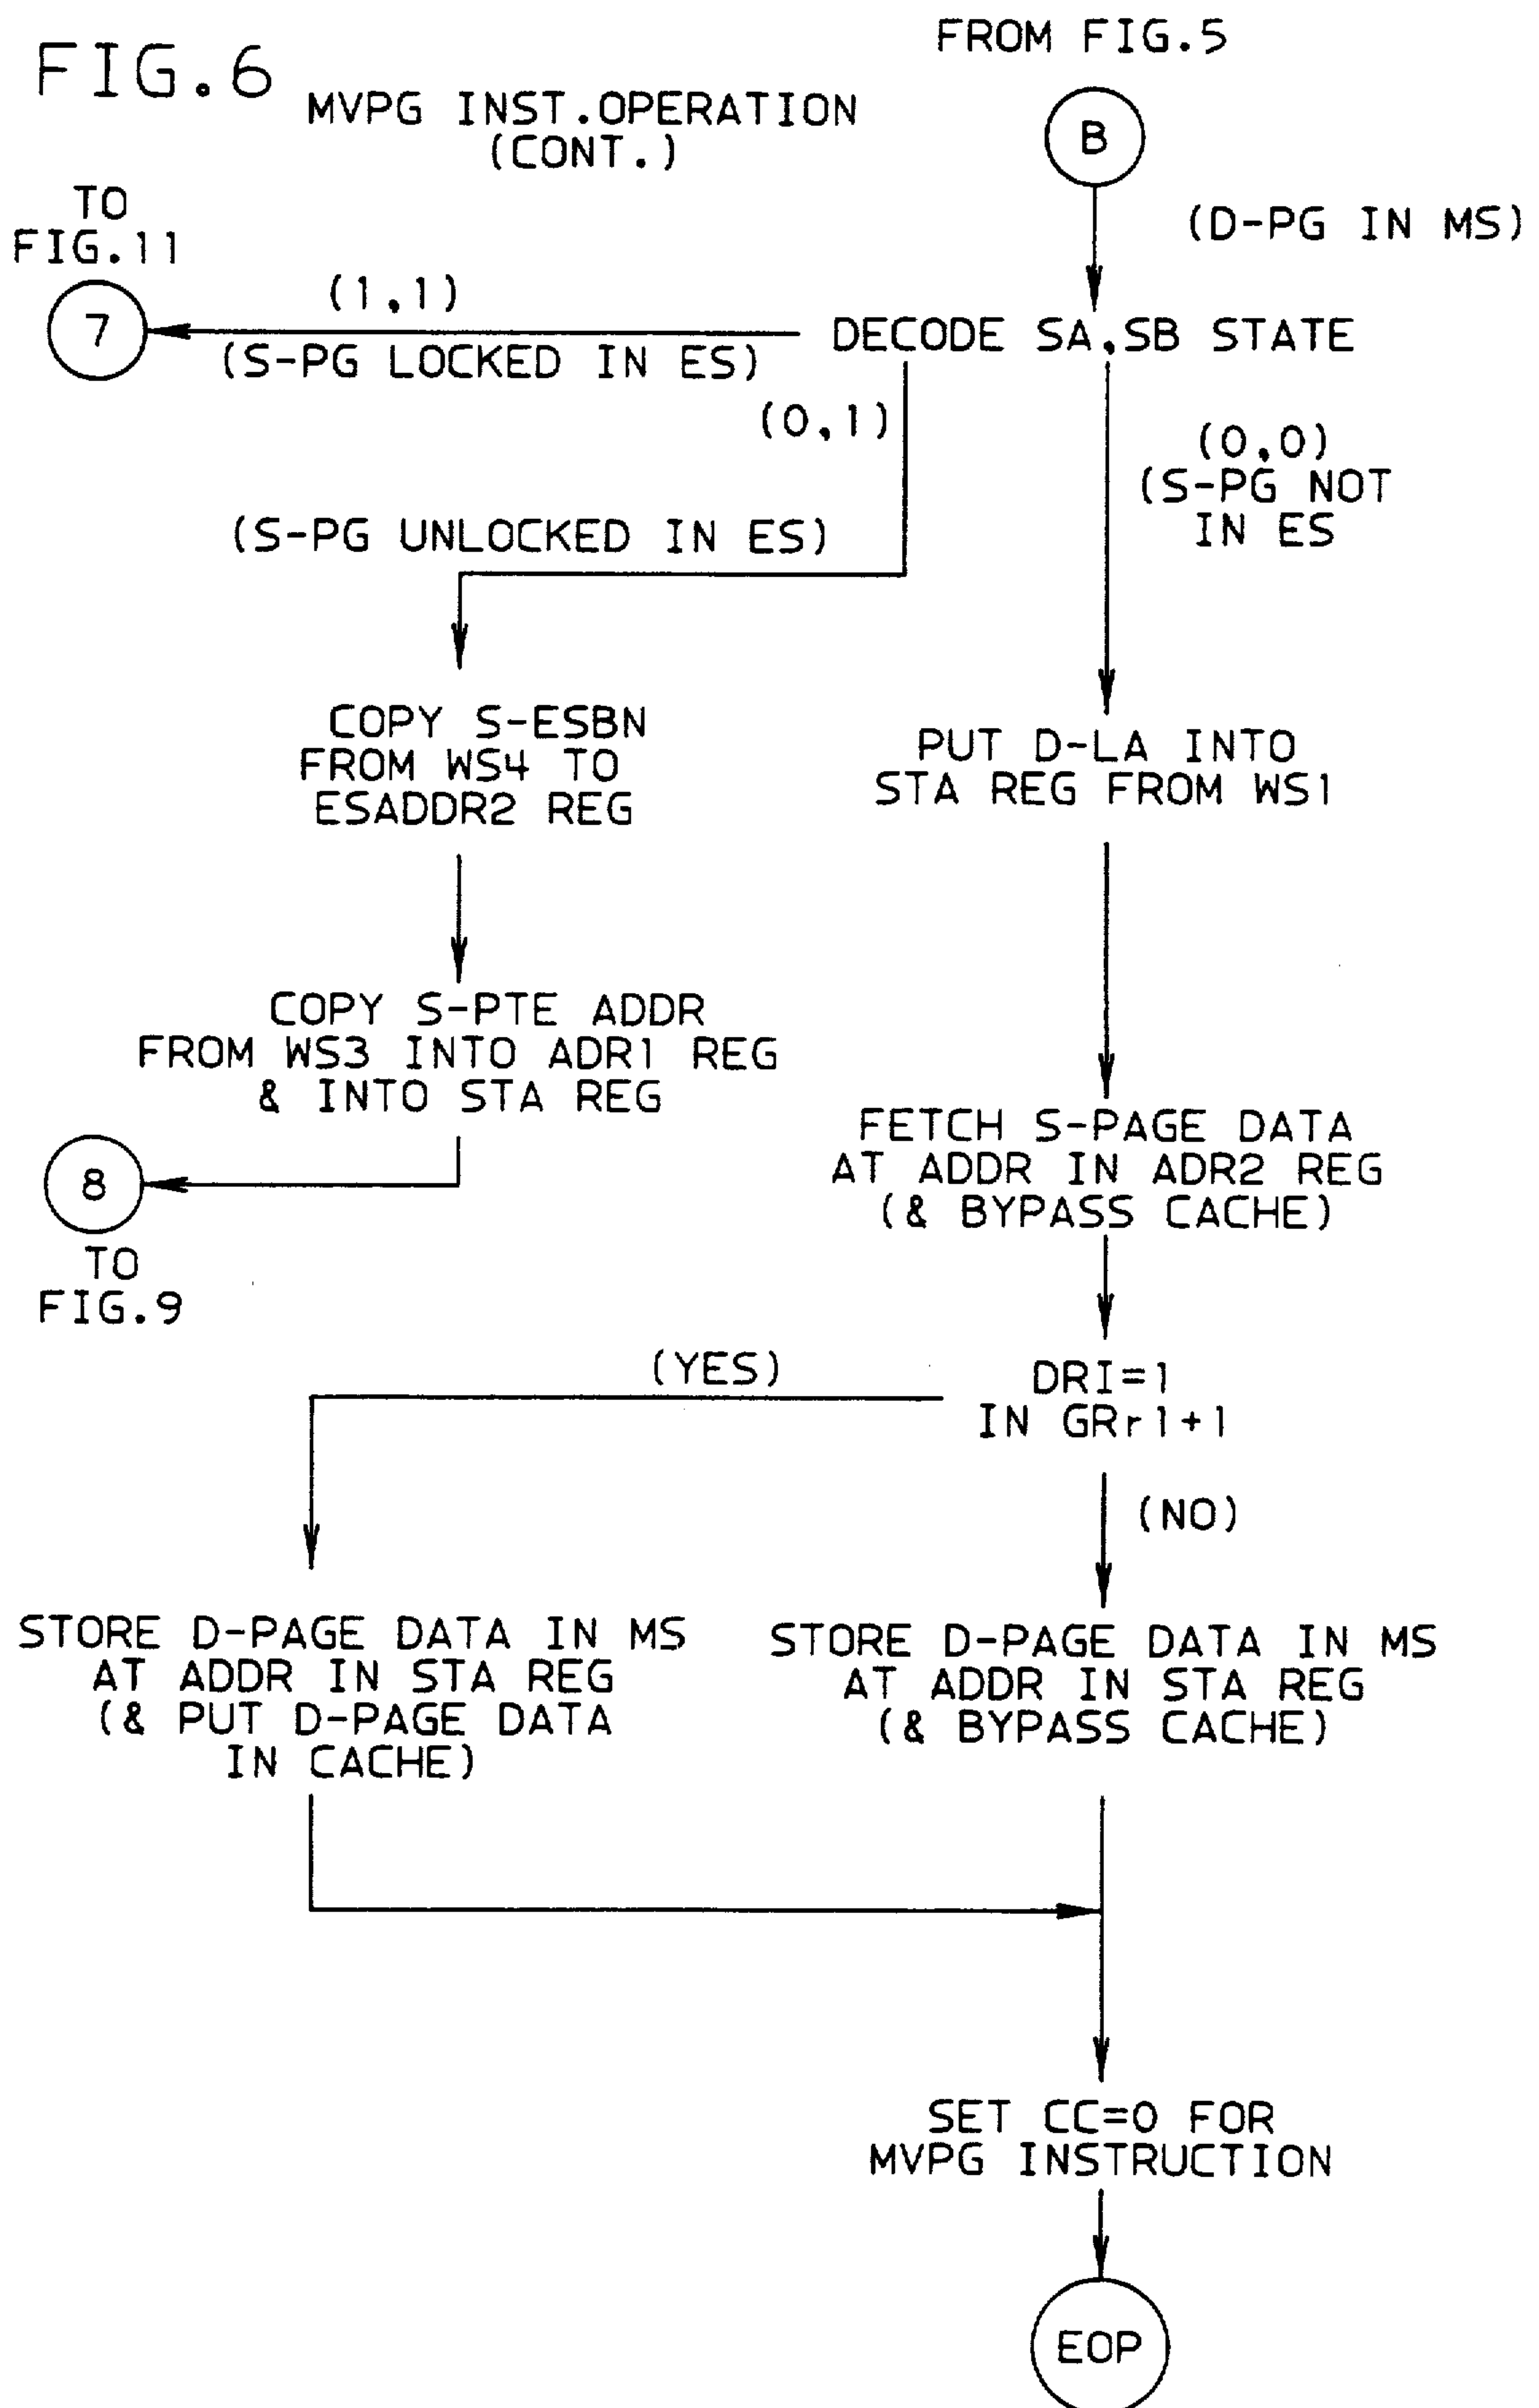 FIG.6
MVPG INST.OPERATION
(CONT.)
FROM FIG.5
B
(D-PG IN MS)
TO
FIG.11
7
(1,1)
(S-PG LOCKED IN ES)
DECODE SA,SB STATE
(0,1)
(S-PG UNLOCKED IN ES)
(0,0)
(S-PG NOT
IN ES
COPY S-ESBN
FROM WS4 TO
ESADDR2 REG
PUT D-LA INTO
STA REG FROM WS1
COPY S-PTE ADDR
FROM WS3 INTO ADR1 REG
& INTO STA REG
8
TO
FIG.9
FETCH S-PAGE DATA
AT ADDR IN ADR2 REG
(& BYPASS CACHE)
DRI=1
IN GRr1+1
(YES)
(NO)
STORE D-PAGE DATA IN MS
AT ADDR IN STA REG
(& PUT D-PAGE DATA
IN CACHE)
STORE D-PAGE DATA IN MS
AT ADDR IN STA REG
(& BYPASS CACHE)
SET CC=0 FOR
MVPG INSTRUCTION
EOP